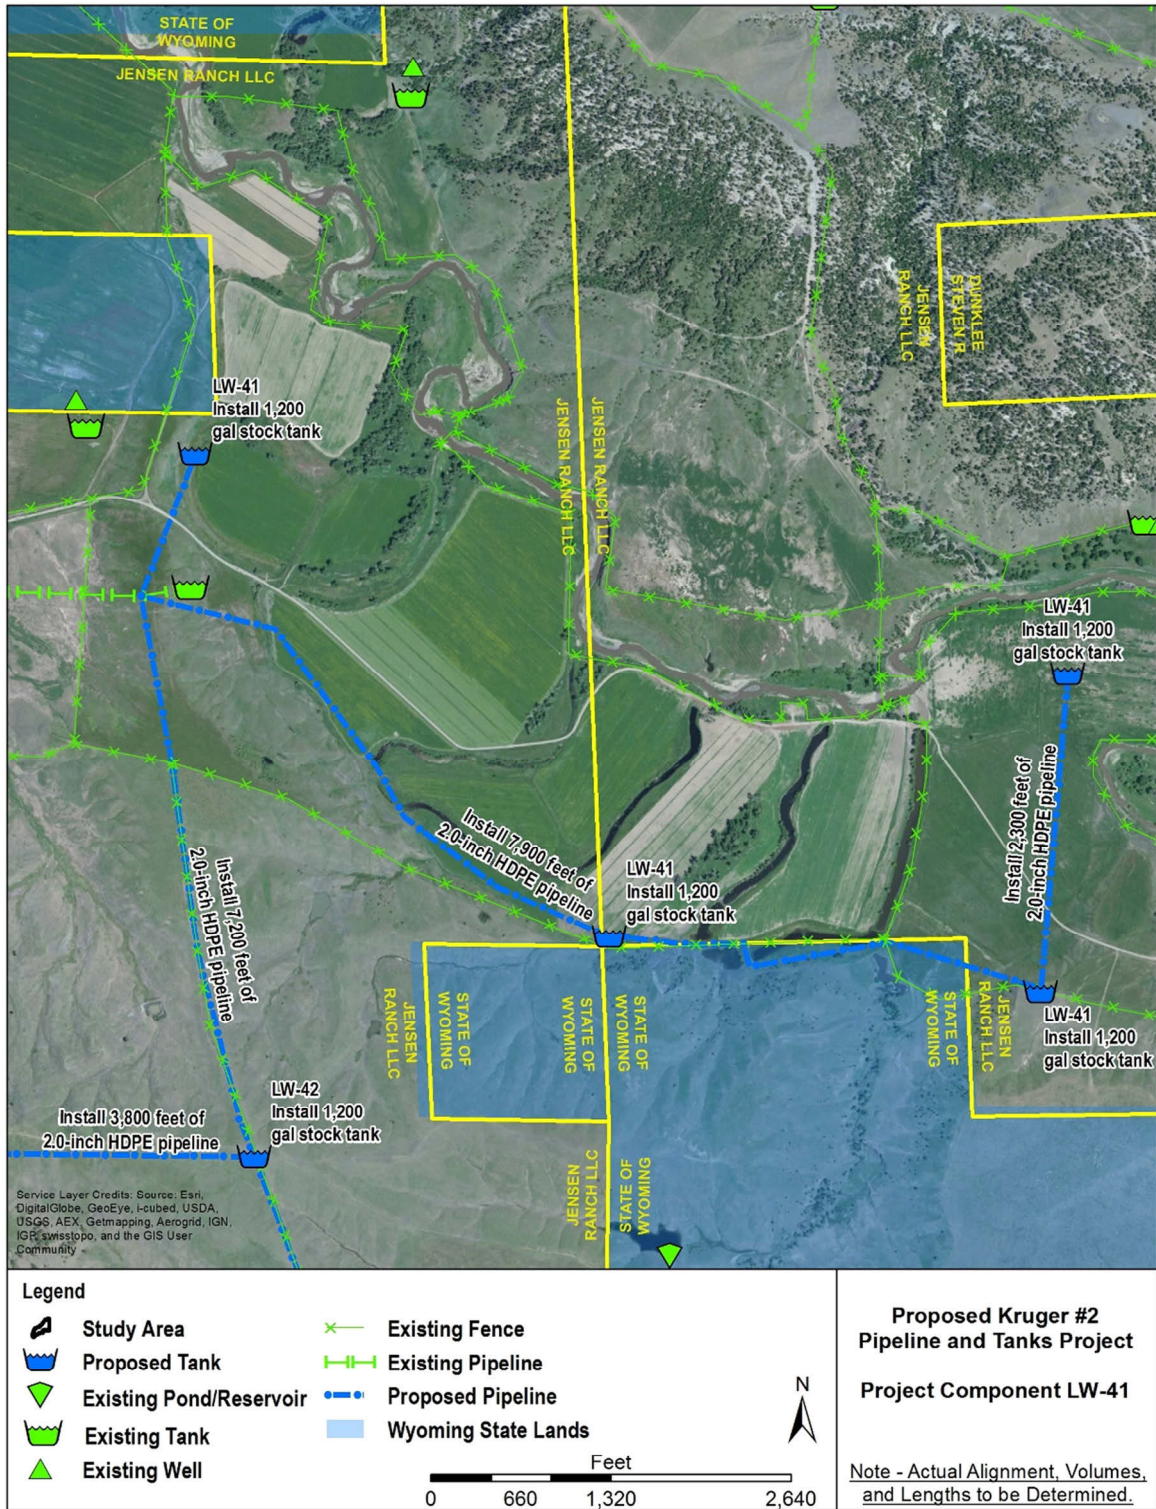 STATE OF
WYOMING
JENSEN RANCH LLC
DUNKLEE
STEVEN R
JENSEN
RANCH LLC
LW-41
Install 1,200
gal stock tank
JENSEN RANCH LLC
JENSEN RANCH LLC
LW-41
Install 1,200
gal stock tank
Install 2,300 feet of
2.0-inch HDPE pipeline
Install 7,900 feet of
2.0-inch HDPE pipeline
LW-41
Install 1,200
gal stock tank
Install 7,200 feet of
2.0-inch HDPE pipeline
JENSEN
RANCH LLC
STATE OF
WYOMING
STATE OF
WYOMING
STATE OF
WYOMING
STATE OF
WYOMING
JENSEN
RANCH LLC
LW-41
Install 1,200
gal stock tank
LW-42
Install 1,200
gal stock tank
Install 3,800 feet of
2.0-inch HDPE pipeline
JENSEN
RANCH LLC
STATE OF
WYOMING
Service Layer Credits: Source: Esri,
DigitalGlobe, GeoEye, i-cubed, USDA,
USGS, AEX, Getmapping, Aerogrid, IGN,
IGP, swisstopo, and the GIS User
Community
Legend
Study Area
Proposed Tank
Existing Pond/Reservoir
Existing Tank
Existing Well
Existing Fence
Existing Pipeline
Proposed Pipeline
Wyoming State Lands
N
Feet
0 660 1,320 2,640
Proposed Kruger #2
Pipeline and Tanks Project
Project Component LW-41
Note - Actual Alignment, Volumes,
and Lengths to be Determined.